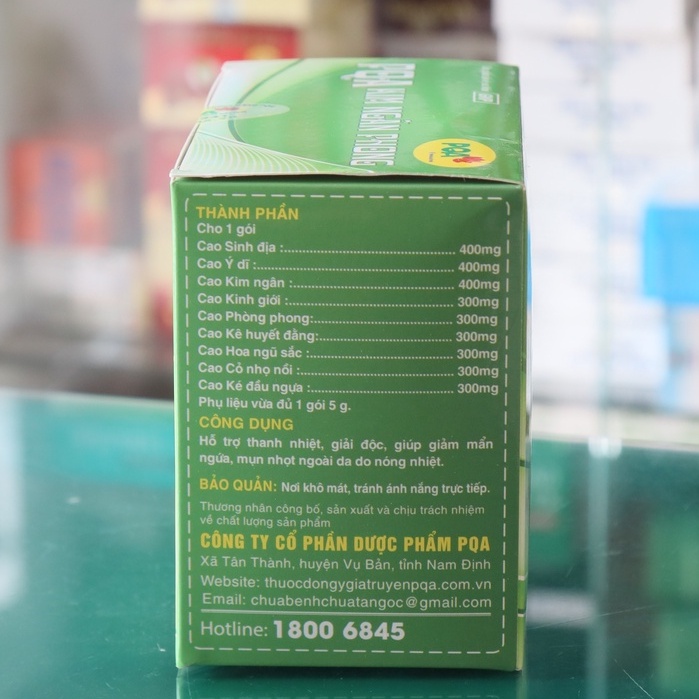 PQA KIM NGÂN PHONG
PQA
THÀNH PHẦN
Cho 1 gói
Cao Sinh địa :........................................ 400mg
Cao Ý dĩ :........................................ 400mg
Cao Kim ngân :........................................ 400mg
Cao Kinh giới :........................................ 300mg
Cao Phòng phong:........................................ 300mg
Cao Kê huyết đằng:........................................ 300mg
Cao Hoa ngũ sắc :........................................ 300mg
Cao Cỏ nhọ nồi :........................................ 300mg
Cao Ké đầu ngựa :........................................ 300mg
Phụ liệu vừa đủ 1 gói 5 g.
CÔNG DỤNG
Hỗ trợ thanh nhiệt, giải độc, giúp giảm mẩn
ngứa, mụn nhọt ngoài da do nóng nhiệt.
BẢO QUẢN: Nơi khô mát, tránh ánh nắng trực tiếp.
Thương nhân công bố, sản xuất và chịu trách nhiệm
về chất lượng sản phẩm
CÔNG TY CỔ PHẦN DƯỢC PHẨM PQA
Xã Tân Thành, huyện Vụ Bản, tỉnh Nam Định
Website: thuocdongygiatruyenpqa.com.vn
Email: chuabenhchuatangoc@gmail.com
Hotline: 1800 6845